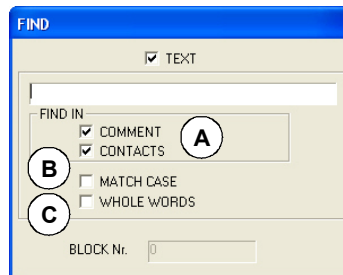 FIND
TEXT
FIND IN
COMMENT
A
CONTACTS
B
MATCH CASE
C
WHOLE WORDS
BLOCK Nr. 0